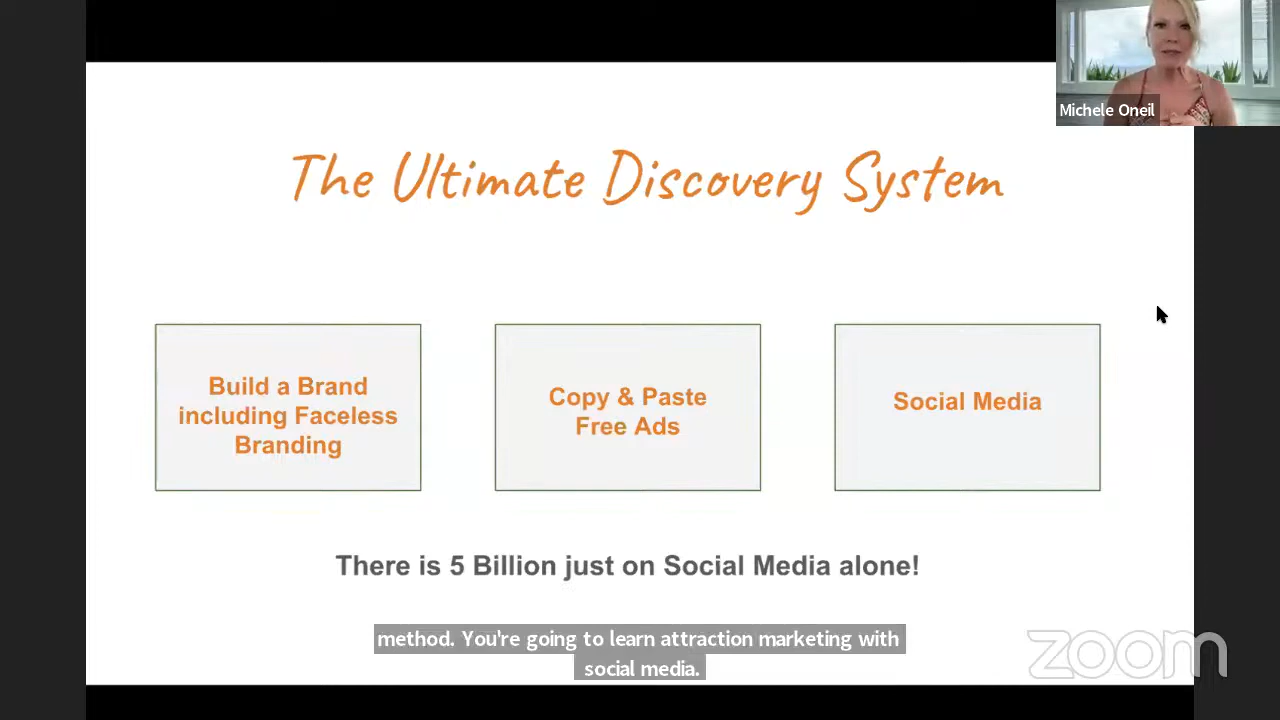 Michele Oneil
The Ultimate Discovery System
Build a Brand
including Faceless
Branding
Copy & Paste
Free Ads
Social Media
There is 5 Billion just on Social Media alone!
method. You're going to learn attraction marketing with
social media.
zoom